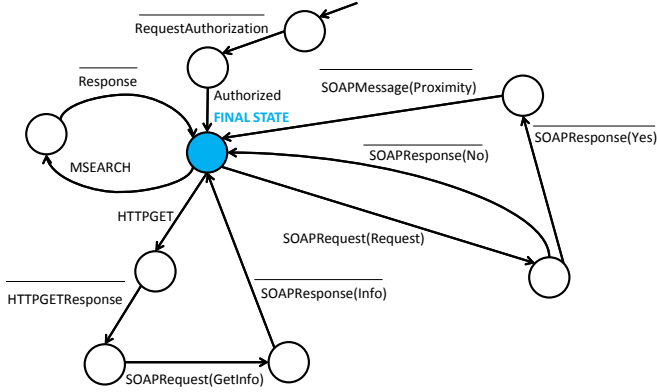 RequestAuthorization
Response
Authorized
SOAPMessage(Proximity)
FINAL STATE
SOAPResponse(Yes)
SOAPResponse(No)
MSEARCH
HTTPGET
SOAPRequest(Request)
HTTPGETResponse
SOAPResponse(Info)
SOAPRequest(GetInfo)